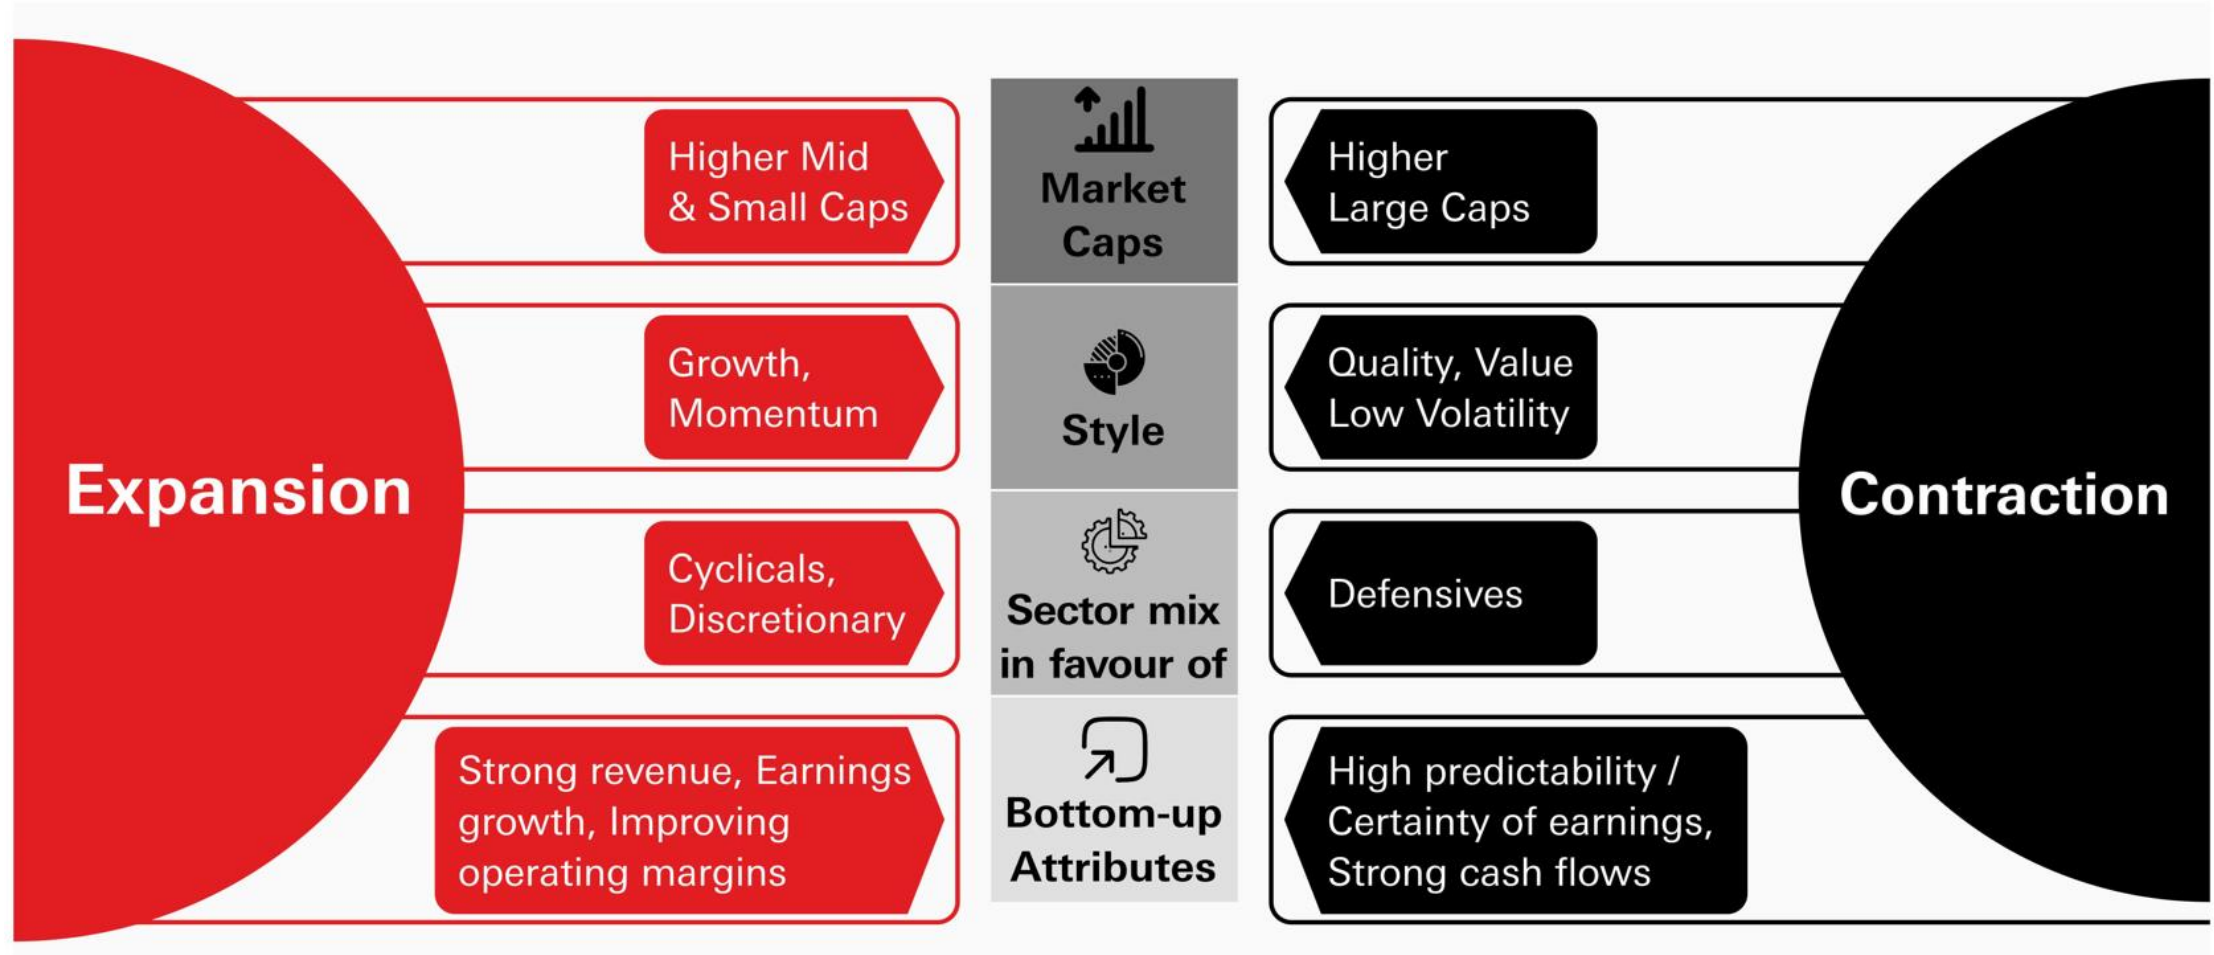 Expansion
Higher Mid
& Small Caps
Market
Caps
Higher
Large Caps
Growth,
Momentum
Style
Quality, Value
Low Volatility
Cyclicals,
Discretionary
Sector mix
in favour of
Defensives
Strong revenue, Earnings
growth, Improving
operating margins
Bottom-up
Attributes
High predictability /
Certainty of earnings,
Strong cash flows
Contraction